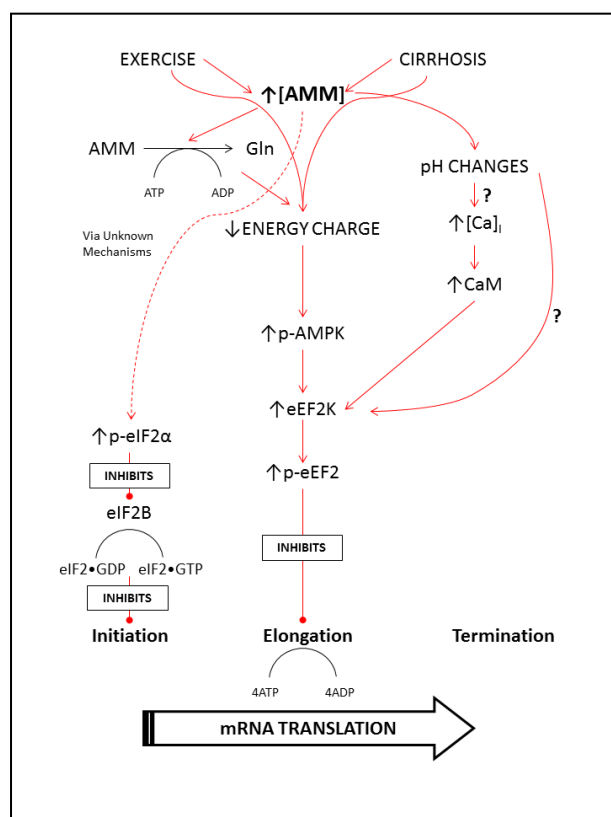 EXERCISE
CIRRHOSIS
↑[AMM]
AMM
Gln
ATP
ADP
pH CHANGES
?
Via Unknown
Mechanisms
↓ENERGY CHARGE
↑[Ca]I
↑CaM
?
↑p-AMPK
↑eEF2K
↑p-eIF2α
↑p-eEF2
INHIBITS
eIF2B
INHIBITS
eIF2•GDP
eIF2•GTP
INHIBITS
Initiation
Elongation
Termination
4ATP
4ADP
mRNA TRANSLATION